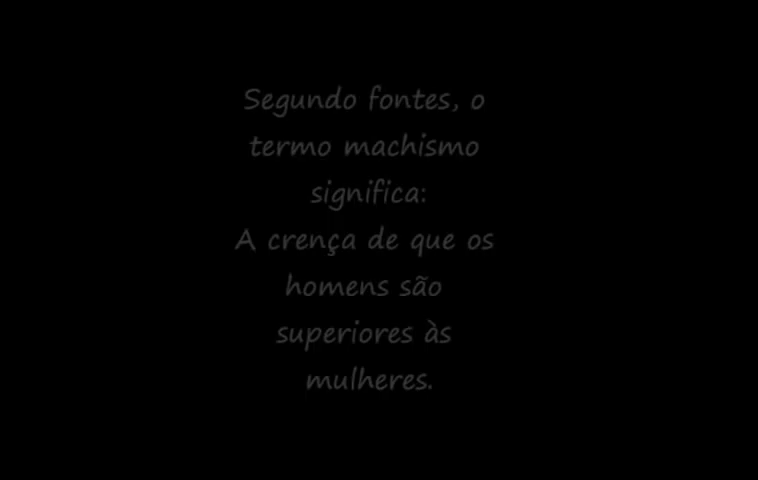 Segundo fontes, o
termo machismo
significa:
A crença de que os
homens são
superiores às
mulheres.